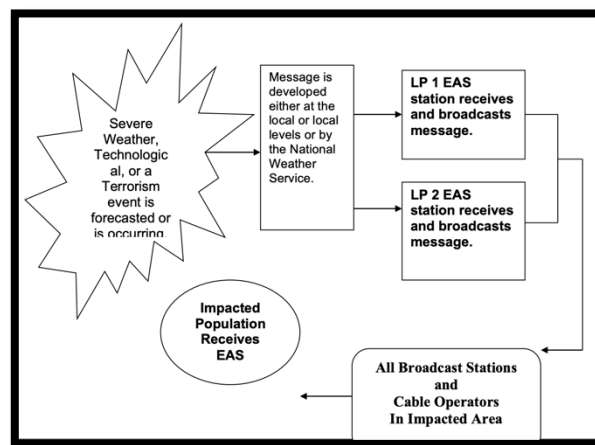 Severe
Weather,
Technologic
al, or a
Terrorism
event is
forecasted or
is occurring.
Message is
developed
either at the
local or local
levels or by
the National
Weather
Service.
LP 1 EAS
station receives
and broadcasts
message.
LP 2 EAS
station receives
and broadcasts
message.
Impacted
Population
Receives
EAS
All Broadcast Stations
and
Cable Operators
In Impacted Area